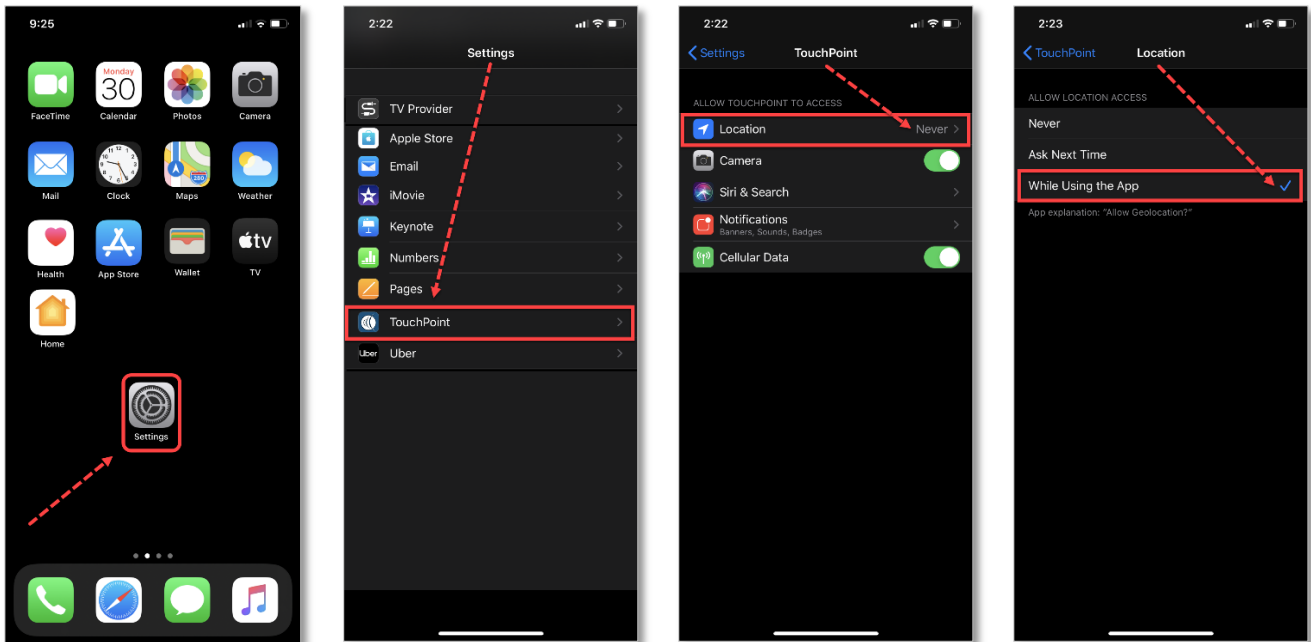 9:25
Monday
30
FaceTime
Calendar
Photos
Camera
280
Mail
Clock
Maps
Weather
tv
Health
App Store
Wallet
TV
Home
Settings
2:22
Settings
TV Provider
Apple Store
Email
iMovie
Keynote
Numbers
Pages
TouchPoint
Uber Uber
2:22
Settings TouchPoint
ALLOW TOUCHPOINT TO ACCESS
Location Never
Camera
Siri & Search
Notifications
Banners, Sounds, Badges
Cellular Data
2:23
TouchPoint Location
ALLOW LOCATION ACCESS
Never
Ask Next Time
While Using the App
App explanation: "Allow Geolocation?"